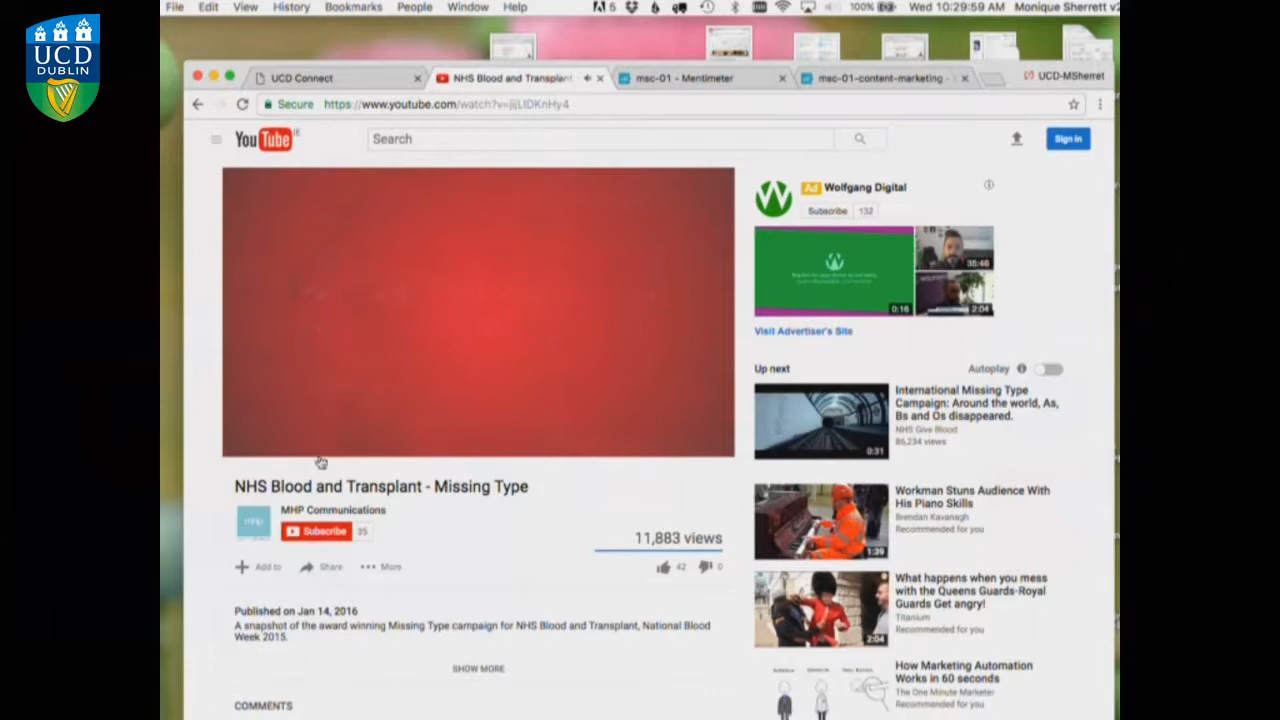 File Edit View History Bookmarks People Window Help
5
100%
Wed 10:29:59 AM Monique Sherrett
UCD
DUBLIN
UCD Connect
NHS Blood and Transplant
msc-01 - Mentimeter
msc-01-content-marketing -
UCD-MSherret
Secure
https://www.youtube.com/watch?v=
YouTube IE
Search
Sign in
Ad Wolfgang Digital
Subscribe 132
35:46
0:16
2:04
Visit Advertiser's Site
Up next
Autoplay
International Missing Type
Campaign: Around the world, As,
Bs and Os disappeared.
NHS Give Blood
86,234 views
0:31
NHS Blood and Transplant - Missing Type
mhp
MHP Communications
Subscribe 35
11,883 views
Add to
Share
More
42
0
Published on Jan 14, 2016
A snapshot of the award winning Missing Type campaign for NHS Blood and Transplant, National Blood
Week 2015.
SHOW MORE
COMMENTS
Workman Stuns Audience With
His Piano Skills
Brendan Kavanagh
Recommended for you
1:39
What happens when you mess
with the Queens Guards-Royal
Guards Get angry!
Titanium
Recommended for you
2:04
How Marketing Automation
Works in 60 seconds
The One Minute Marketer
Recommended for you